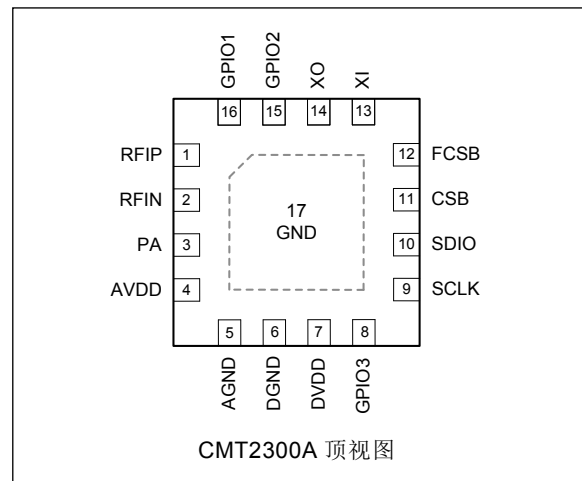 GPIO1
GPIO2
XO
XI
16
15
14
13
RFIP 1
12 FCSB
RFIN 2
11 CSB
17
GND
PA 3
10 SDIO
AVDD 4
9 SCLK
5
6
7
8
AGND
DGND
DVDD
GPIO3
CMT2300A 顶视图